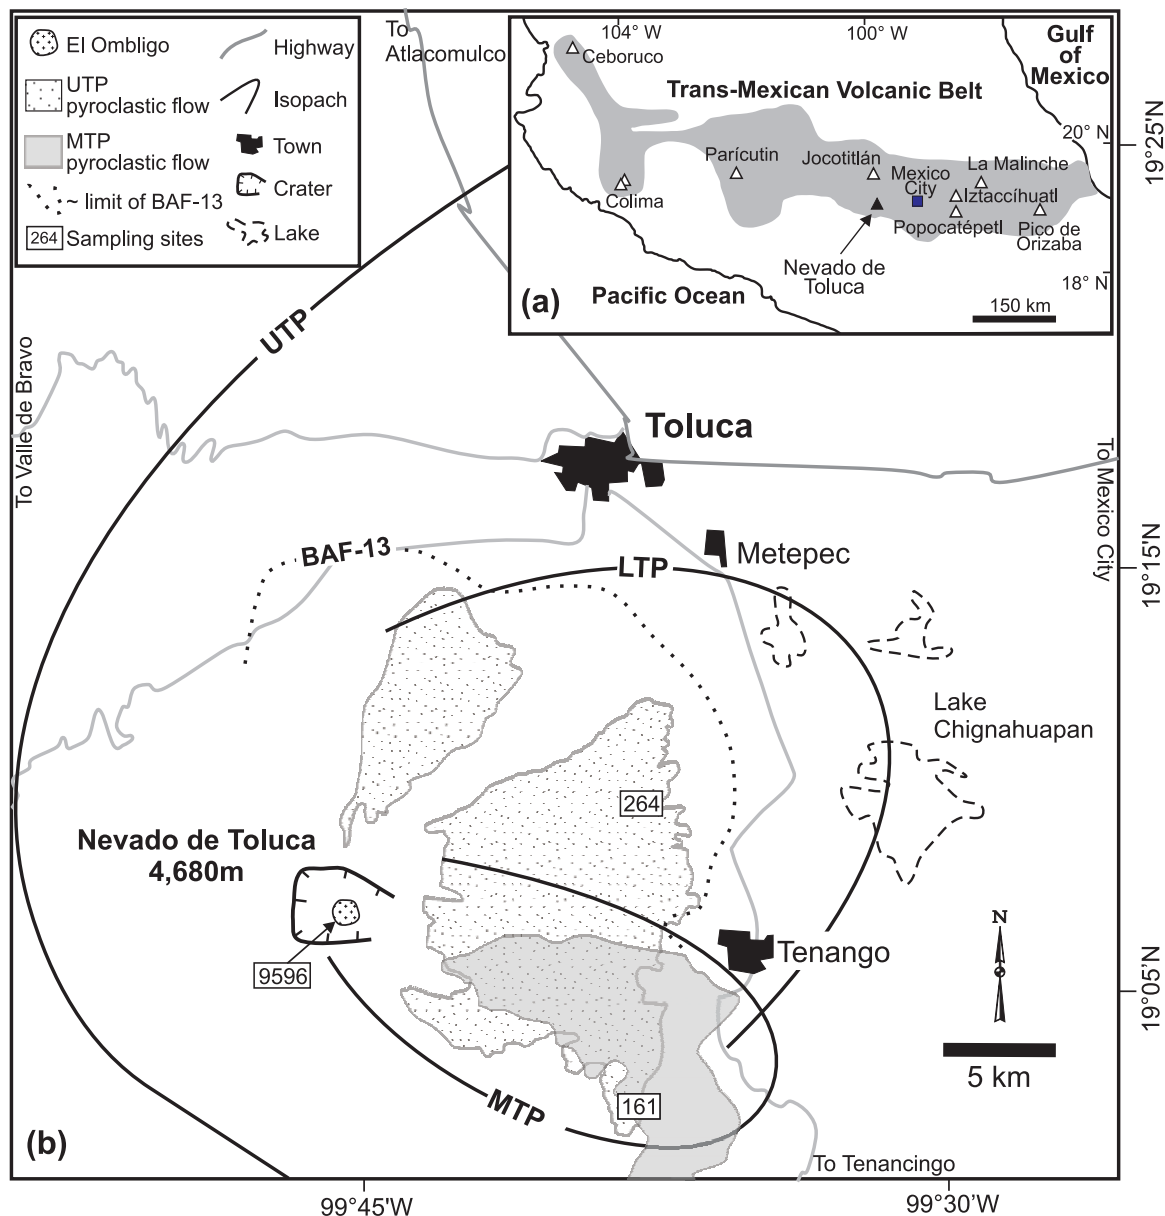 El Ombligo
UTP
pyroclastic flow
MTP
pyroclastic flow
~ limit of BAF-13
264 Sampling sites
Highway
Isopach
Town
Crater
Lake
To
Atlacomulco
104° W
100° W
Gulf
of
Mexico
Ceboruco
Trans-Mexican Volcanic Belt
20° N
Parícutin
Jocotitlán
La Malinche
Mexico
City
Iztaccíhuatl
Colima
Popocatépetl
Pico de
Orizaba
Nevado de
Toluca
18° N
(a)
Pacific Ocean
150 km
19°25'N
UTP
To Valle de Bravo
Toluca
To Mexico City
BAF-13
Metepec
LTP
19°15'N
Lake
Chignahuapan
264
Nevado de Toluca
4,680m
N
Tenango
9596
19°05'N
5 km
MTP
161
(b)
To Tenancingo
99°45'W
99°30'W